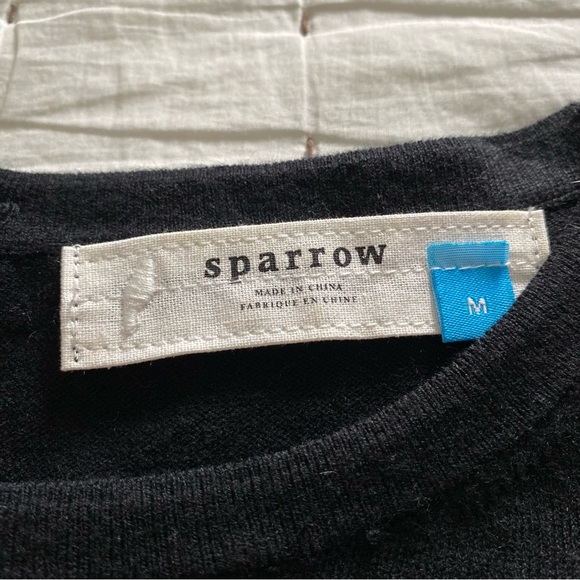 sparrow
MADE IN CHINA
FABRIQUE EN CHINE
M